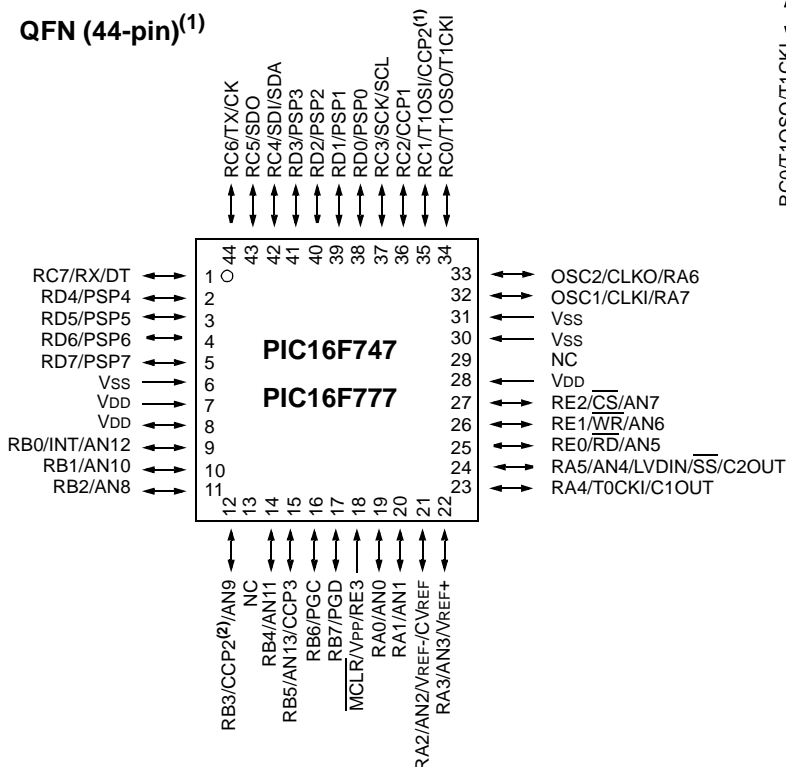 QFN (44-pin)(1)
RC6/TX/CK
RC5/SDO
RC4/SDI/SDA
RD3/PSP3
RD2/PSP2
RD1/PSP1
RD0/PSP0
RC3/SCK/SCL
RC2/CCP1
RC1/T1OSI/CCP2(1)
RC0/T1OSO/T1CKI
RC0/T1OSO/T1CKI
44 43 42 41 40 39 38 37 36 35 34
RC7/RX/DT 1
RD4/PSP4 2
RD5/PSP5 3
RD6/PSP6 4
RD7/PSP7 5
VSS 6
VDD 7
VDD 8
RB0/INT/AN12 9
RB1/AN10 10
RB2/AN8 11
PIC16F747
PIC16F777
33 OSC2/CLKO/RA6
32 OSC1/CLKI/RA7
31 VSS
30 VSS
29 NC
28 VDD
27 RE2/CS/AN7
26 RE1/WR/AN6
25 RE0/RD/AN5
24 RA5/AN4/LVDIN/SS/C2OUT
23 RA4/T0CKI/C1OUT
12 13 14 15 16 17 18 19 20 21 22
RB3/CCP2(2)/AN9
NC
RB4/AN11
RB5/AN13/CCP3
RB6/PGC
RB7/PGD
MCLR/VPP/RE3
RA0/AN0
RA1/AN1
RA2/AN2/VREF-/CVREF
RA3/AN3/VREF+